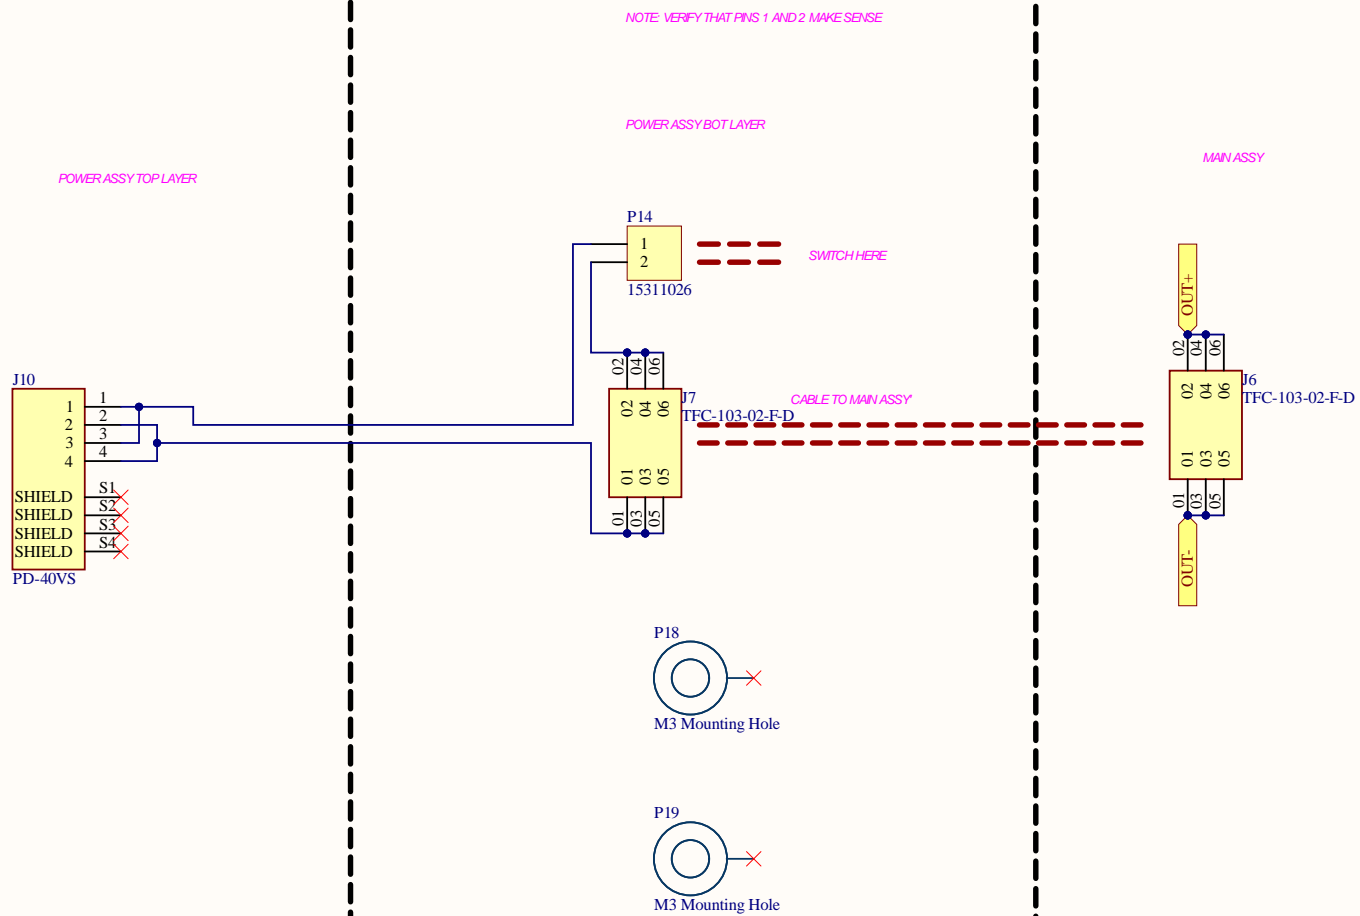 NOTE: VERIFY THAT PINS 1 AND 2 MAKE SENSE
POWER ASSY BOT LAYER
MAIN ASSY
POWER ASSY TOP LAYER
P14
1
2
15311026
SWITCH HERE
OUT+
02
04
06
02
04
06
01
03
05
01
03
05
J6
TFC-103-02-F-D
OUT-
02
04
06
02
04
06
01
03
05
01
03
05
J7
TFC-103-02-F-D
CABLE TO MAIN ASSY'
J10
1 1
2 2
3 3
4 4
SHIELD S1
SHIELD S2
SHIELD S3
SHIELD S4
PD-40VS
P18
M3 Mounting Hole
P19
M3 Mounting Hole